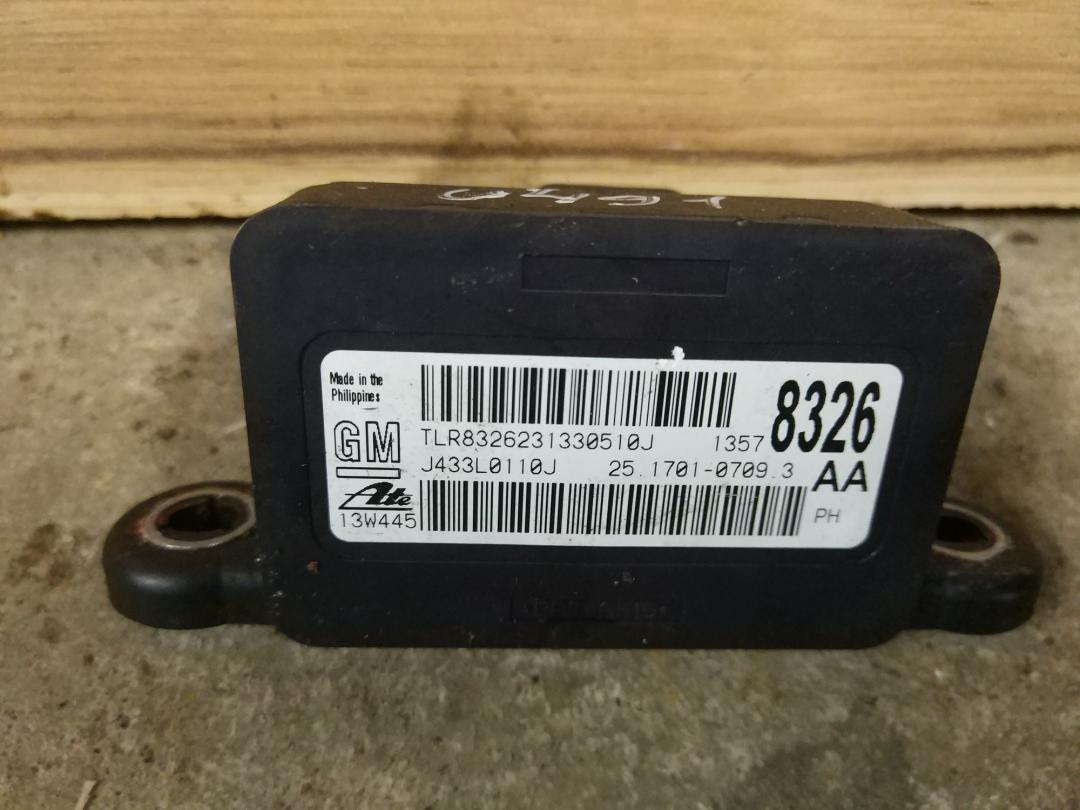 Made in the
Philippines
GM
TLR8326231330510J 1357 8326
J433L0110J 25.1701-0709.3 AA
Ate
13W445 PH